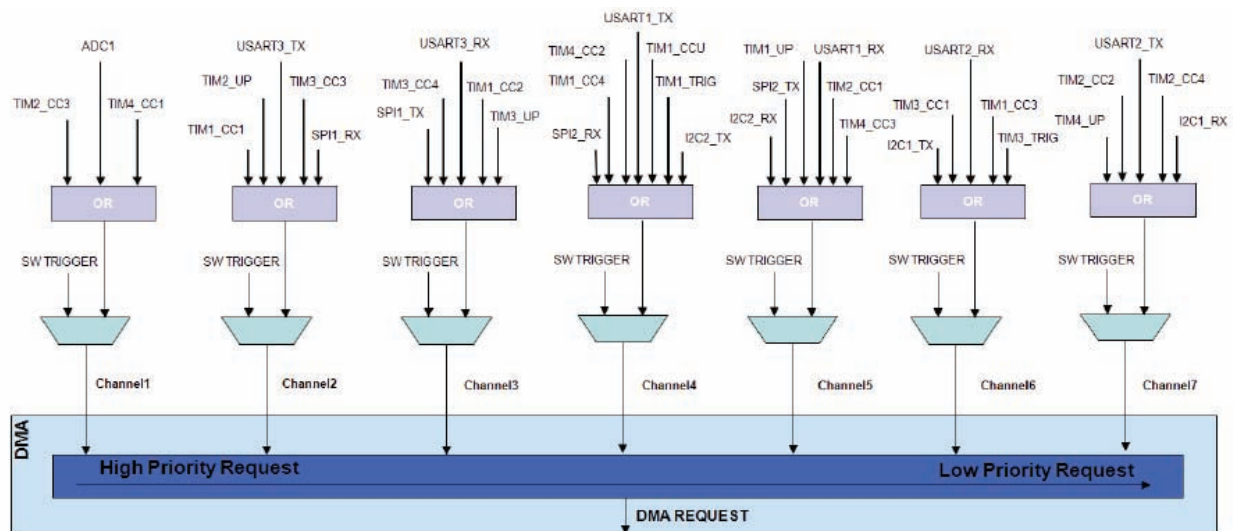 USART1_TX
ADC1 USART3_TX USART3_RX TIM4_CC2 TIM1_CCU TIM1_UP USART1_RX USART2_RX USART2_TX
TIM2_UP TIM3_CC3 TIM3_CC4 TIM1_CC2 TIM1_CC4 TIM1_TRIG SPI2_TX TIM2_CC1 TIM3_CC1 TIM1_CC3 TIM2_CC2 TIM2_CC4
TIM2_CC3 TIM4_CC1 TIM1_CC1 SPI1_RX SPI1_TX TIM3_UP SPI2_RX I2C2_TX I2C2_RX TIM4_CC3 I2C1_TX TIM3_TRIG TIM4_UP I2C1_RX
OR OR OR OR OR OR OR
SW TRIGGER SW TRIGGER SW TRIGGER SW TRIGGER SW TRIGGER SW TRIGGER SW TRIGGER
Channel1 Channel2 Channel3 Channel4 Channel5 Channel6 Channel7
DMA
High Priority Request Low Priority Request
DMA REQUEST